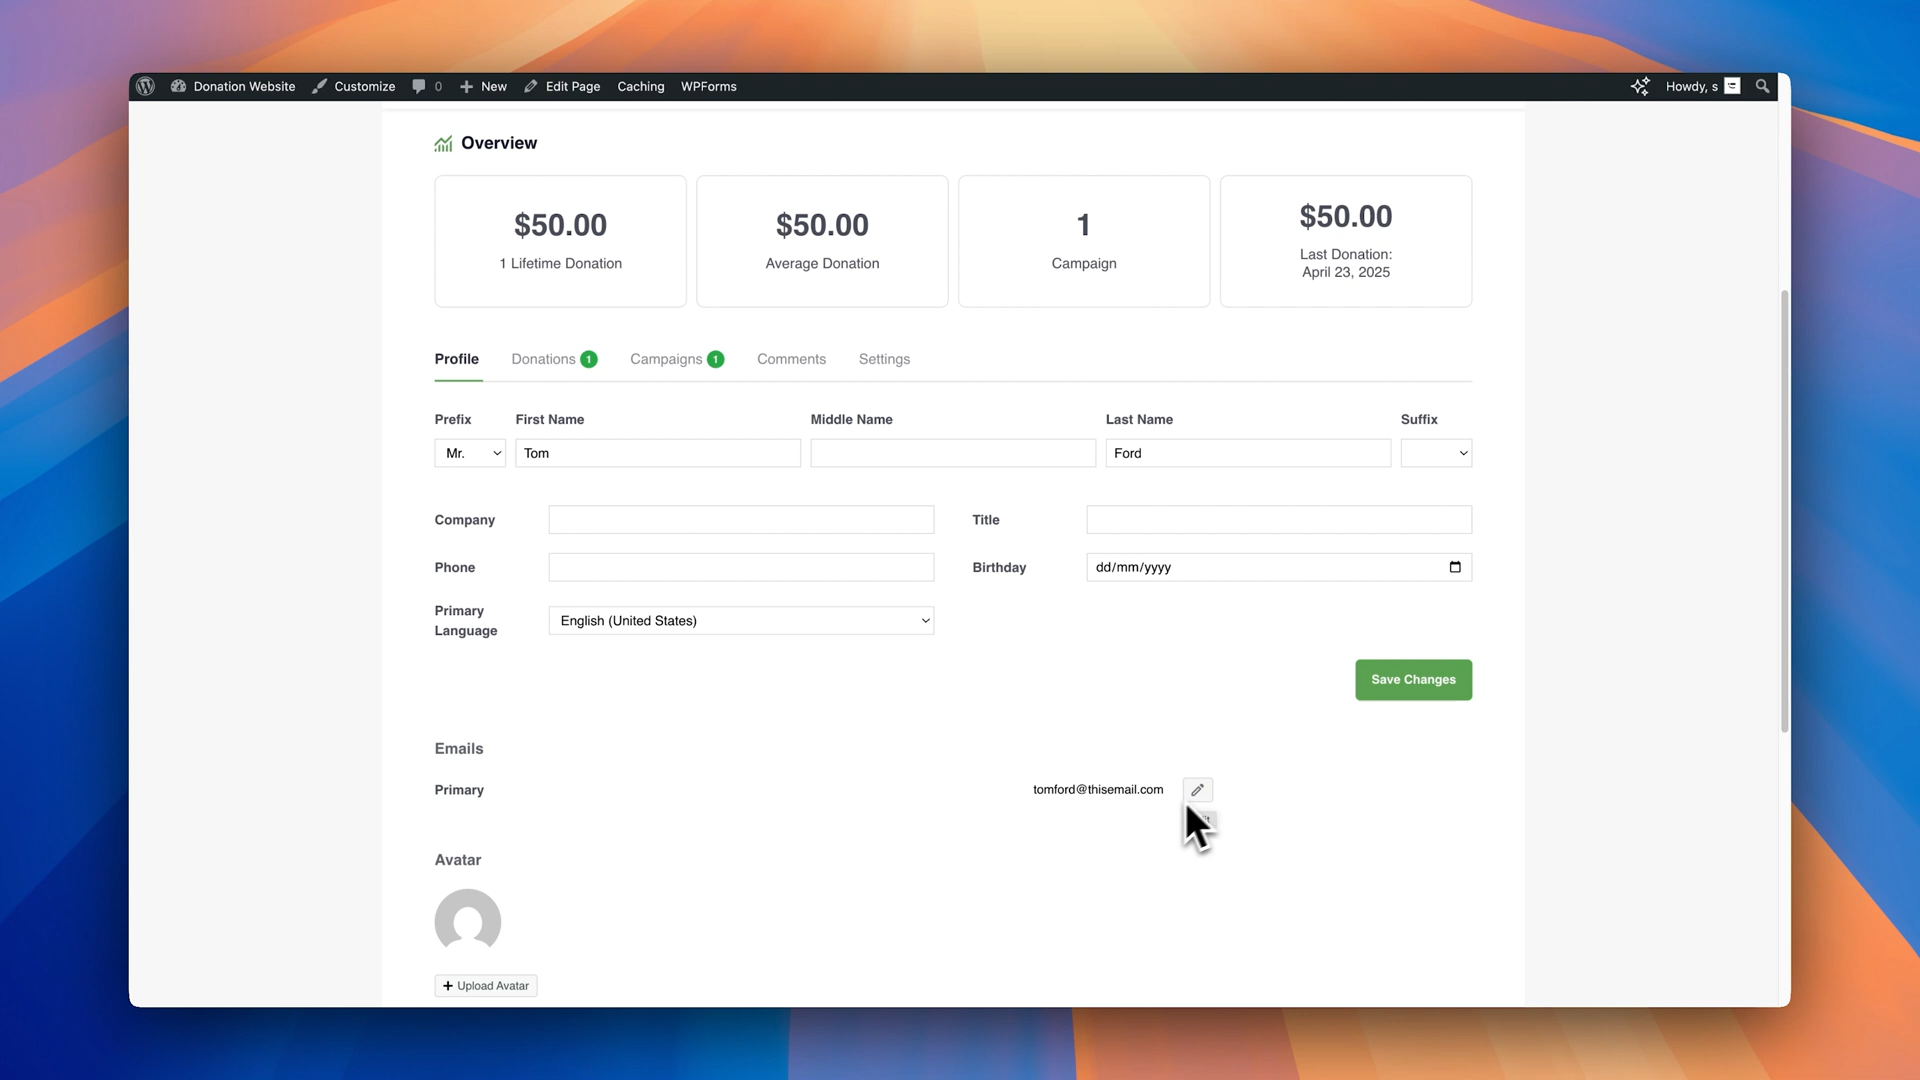 Donation Website Customize 0 New Edit Page Caching WPForms Howdy, s
Overview
$50.00 $50.00 1 $50.00
1 Lifetime Donation Average Donation Campaign Last Donation:
April 23, 2025
Profile Donations 1 Campaigns 1 Comments Settings
Prefix First Name Middle Name Last Name Suffix
Mr. Tom Ford
Company Title
Phone Birthday dd/mm/yyyy
Primary
Language English (United States)
Save Changes
Emails
Primary tomford@thisemail.com
Avatar
Upload Avatar